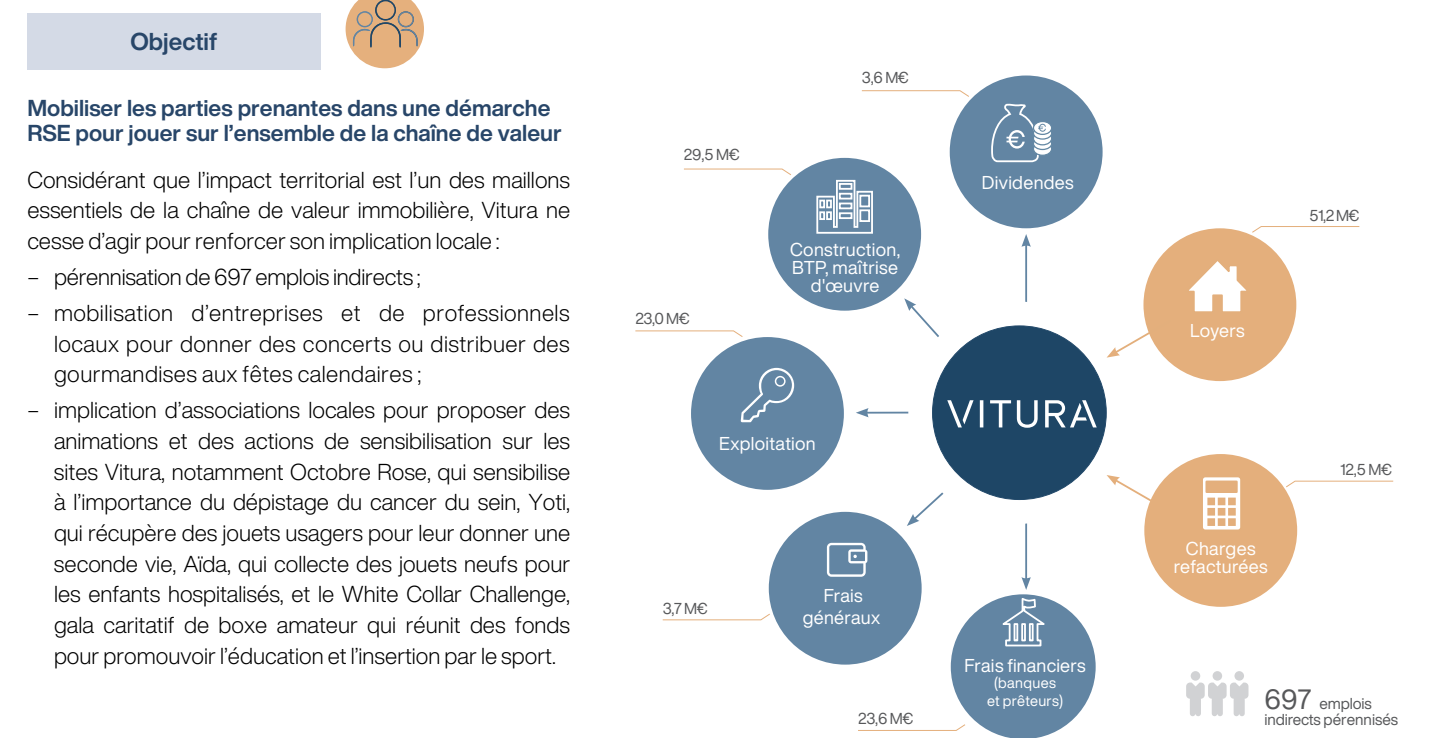 Objectif
Mobiliser les parties prenantes dans une démarche
RSE pour jouer sur l’ensemble de la chaîne de valeur
Considérant que l’impact territorial est l’un des maillons
essentiels de la chaîne de valeur immobilière, Vitura ne
cesse d’agir pour renforcer son implication locale :
– pérennisation de 697 emplois indirects ;
– mobilisation d’entreprises et de professionnels
locaux pour donner des concerts ou distribuer des
gourmandises aux fêtes calendaires ;
– implication d’associations locales pour proposer des
animations et des actions de sensibilisation sur les
sites Vitura, notamment Octobre Rose, qui sensibilise
à l’importance du dépistage du cancer du sein, Yoti,
qui récupère des jouets usagers pour leur donner une
seconde vie, Aïda, qui collecte des jouets neufs pour
les enfants hospitalisés, et le White Collar Challenge,
gala caritatif de boxe amateur qui réunit des fonds
pour promouvoir l’éducation et l’insertion par le sport.
3,6 M€
€
€
Dividendes
29,5 M€
Construction,
BTP, maîtrise
d'œuvre
51,2 M€
Loyers
23,0 M€
Exploitation
VITURA
12,5 M€
Charges
refacturées
3,7 M€
Frais
généraux
Frais financiers
(banques
et prêteurs)
23,6 M€
697 emplois
indirects pérennisés